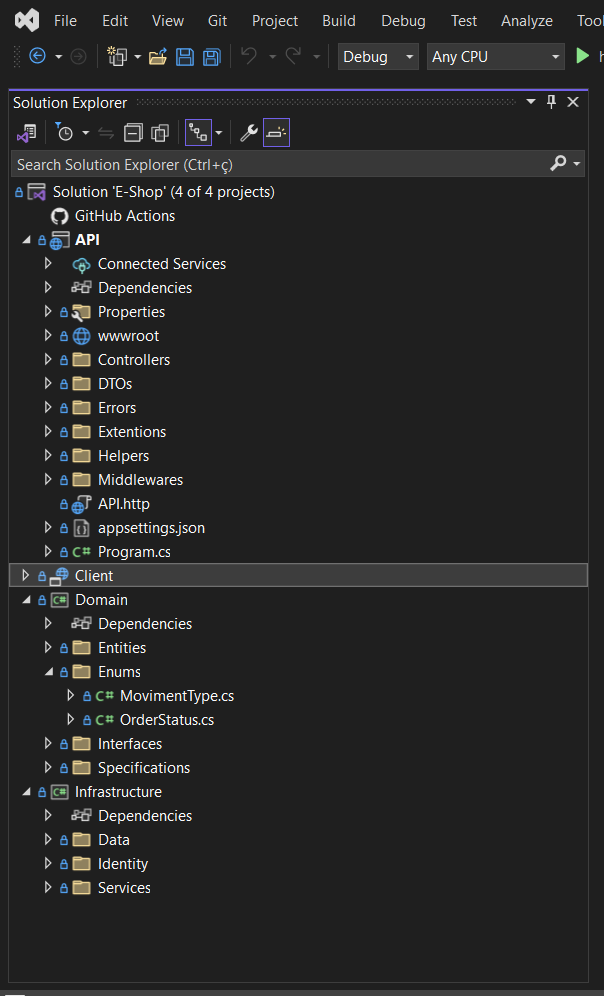 File Edit View Git Project Build Debug Test Analyze Tool
Debug Any CPU
Solution Explorer
Search Solution Explorer (Ctrl+ç)
Solution 'E-Shop' (4 of 4 projects)
GitHub Actions
API
Connected Services
Dependencies
Properties
wwwroot
Controllers
DTOs
Errors
Extentions
Helpers
Middlewares
API.http
appsettings.json
C# Program.cs
Client
C# Domain
Dependencies
Entities
Enums
C# MovimentType.cs
C# OrderStatus.cs
Interfaces
Specifications
C# Infrastructure
Dependencies
Data
Identity
Services